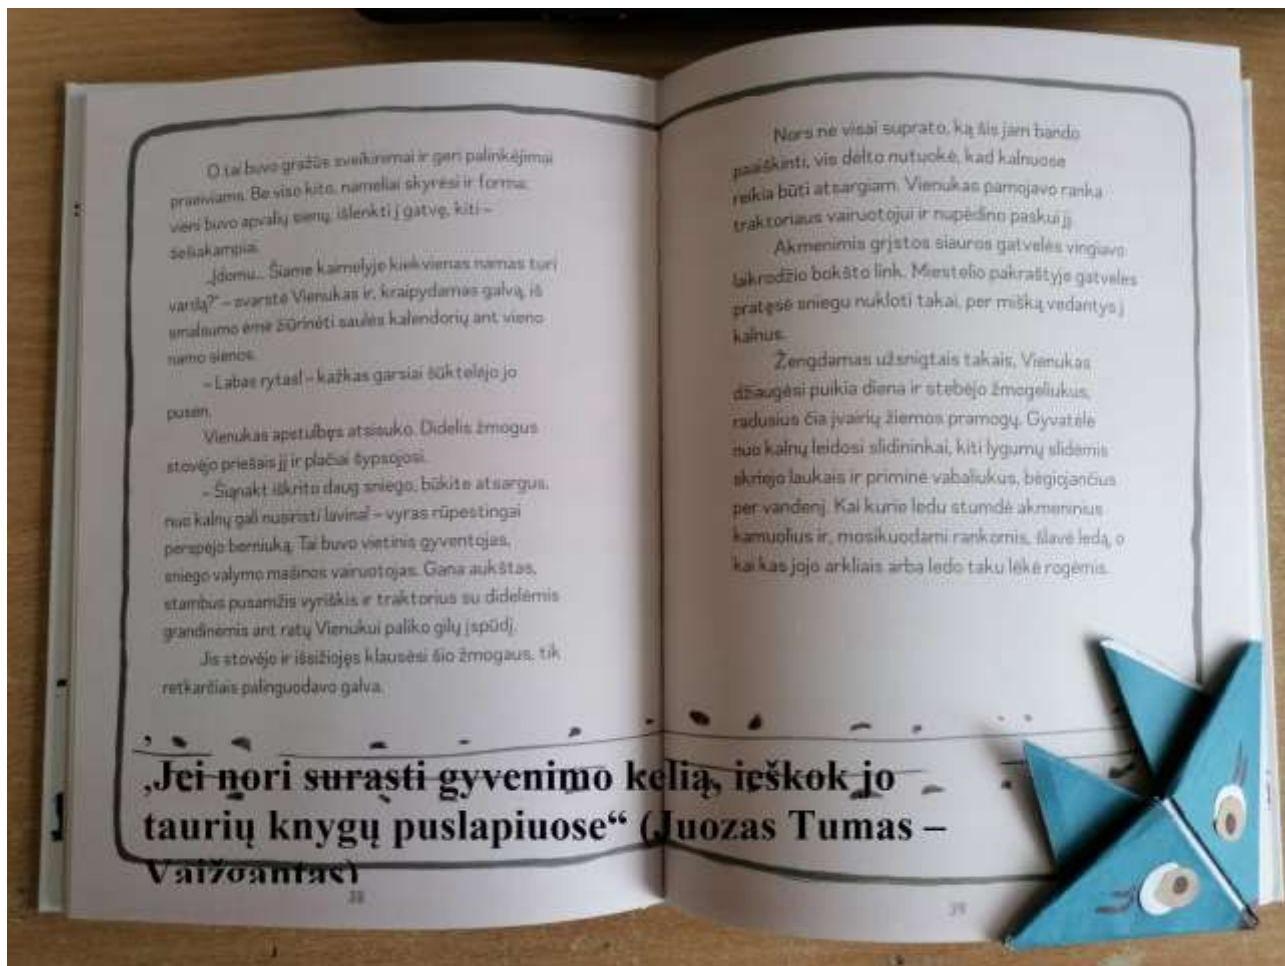 O tai buvo gražūs sveikinimai ir geri palinkėjimai
praeiviams. Be viso kito, nameliai skyrėsi ir forma:
vieni buvo apvalių sienų, išlenkti į gatvę, kiti –
šešiakampiai.
„Įdomu... Šiame kaimelyje kiekvienas namas turi
vardą?“ – svarstė Vienukas ir, kraipydamas galvą, iš
smalsumo ėmė žiūrinėti saulės kalendorių ant vieno
namo sienos.
– Labas rytas! – kažkas garsiai šūktelėjo jo
pusėn.
Vienukas apstulbęs atsisuko. Didelis žmogus
stovėjo priešais jį ir plačiai šypsojosi.
– Šiąnakt iškrito daug sniego, būkite atsargus,
nuo kalnų gali nusiristi lavina! – vyras rūpestingai
perspėjo berniuką. Tai buvo vietinis gyventojas,
sniego valymo mašinos vairuotojas. Gana aukštas,
stambus pusamžis vyriškis ir traktorius su didelėmis
grandinėmis ant ratų Vienukui paliko gilų įspūdį.
Jis stovėjo ir išsižiojęs klausėsi šio žmogaus, tik
retkarčiais palinguodavo galva.
38
Nors ne visai suprato, ką šis jam bando
paaiškinti, vis dėlto nutuokė, kad kalnuose
reikia būti atsargiam. Vienukas pamojavo ranka
traktoriaus vairuotojui ir nupėdino paskui jį.
Akmenimis grįstos siauros gatvelės vingiavo
laikrodžio bokšto link. Miestelio pakraštyje gatveles
pratęsė sniegu nukloti takai, per mišką vedantys į
kalnus.
Žengdamas užsnigtais takais, Vienukas
džiaugėsi puikia diena ir stebėjo žmogeliukus,
radusius čia įvairių žiemos pramogų. Gyvatėle
nuo kalnų leidosi slidininkai, kiti lygumų slidėmis
skriejo laukais ir priminė vabaliukus, bėgiojančius
per vandenį. Kai kurie ledu stumdė akmeninius
kamuolius ir, mosikuodami rankomis, šlavė ledą, o
kai kas jojo arkliais arba ledo taku lėkė rogėmis.
39
‚Jei nori surasti gyvenimo kelią, ieškok jo
taurių knygų puslapiuose“ (Juozas Tumas –
Vaižgantas)